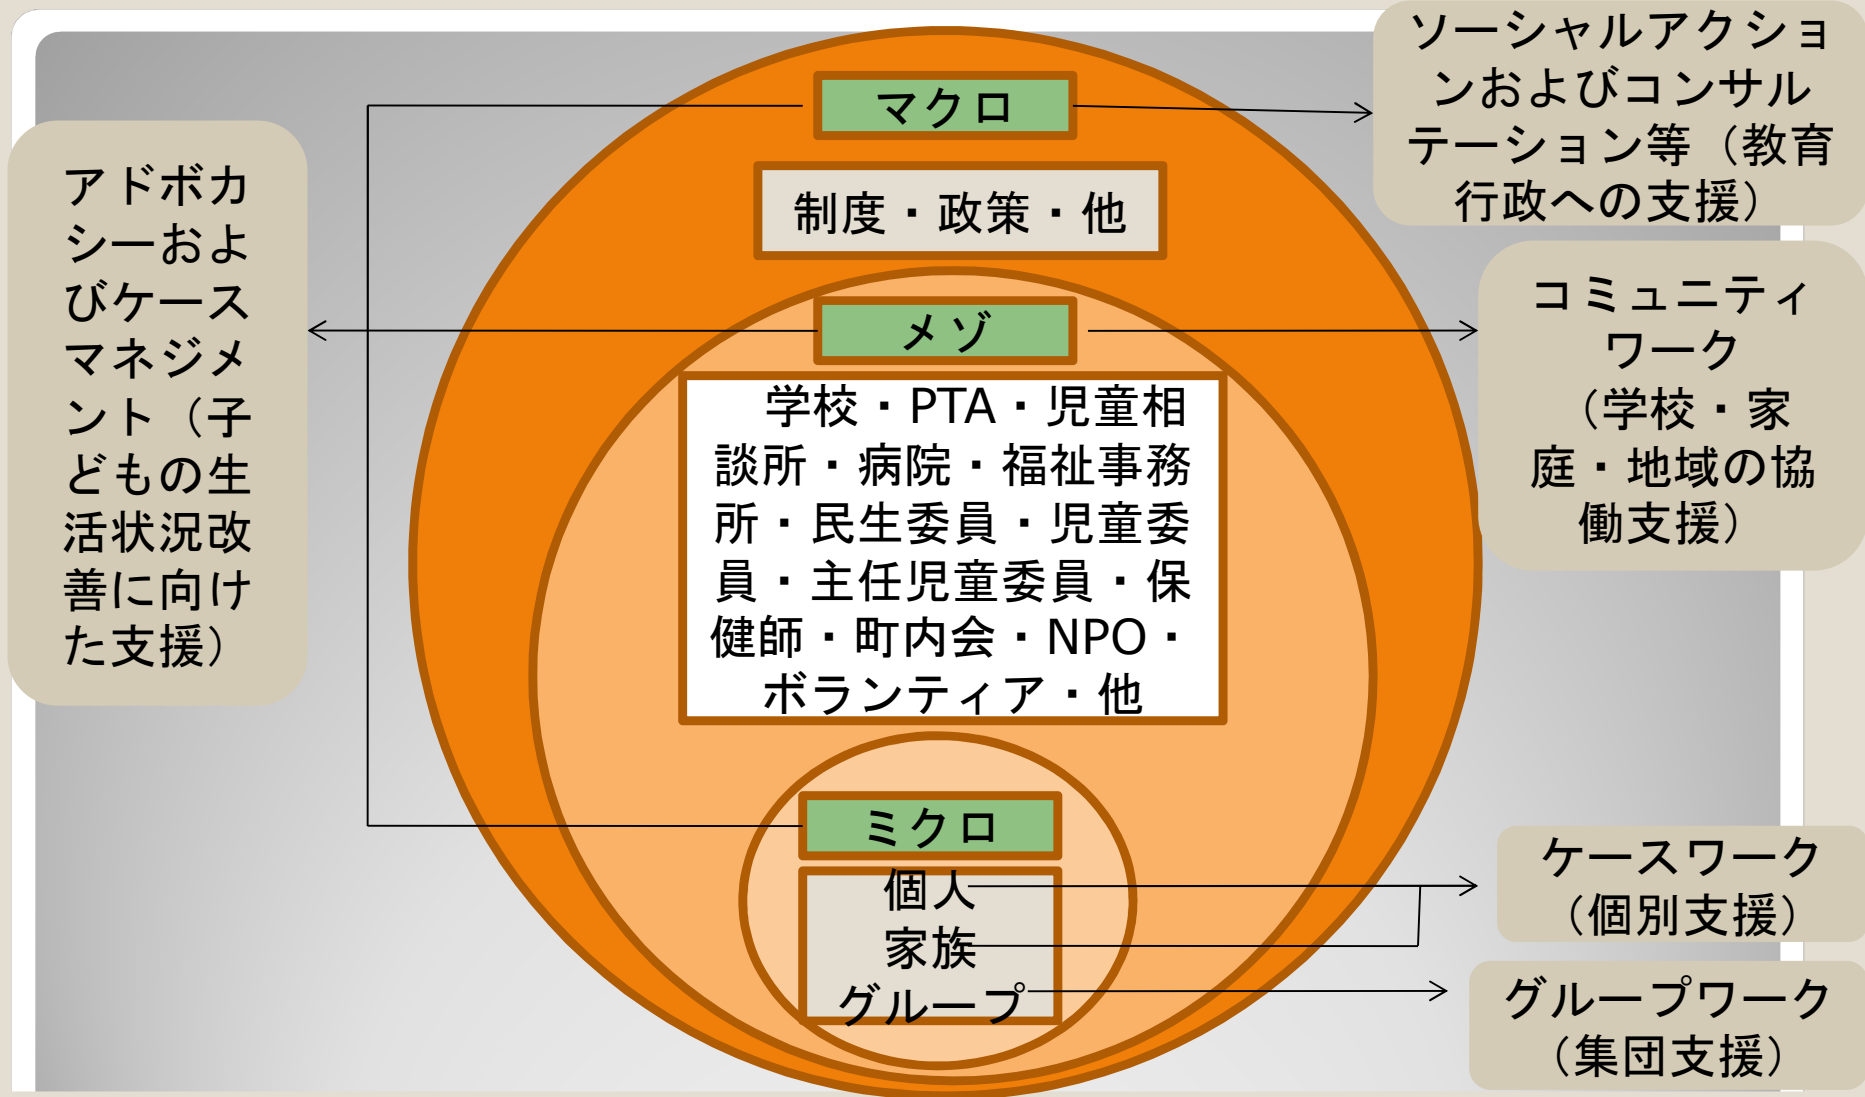 マクロ
制度・政策・他
メゾ
学校・PTA・児童相
談所・病院・福祉事務
所・民生委員・児童委
員・主任児童委員・保
健師・町内会・NPO・
ボランティア・他
ミクロ
個人
家族
グループ
アドボカ
シーおよ
びケース
マネジメ
ント（子
どもの生
活状況改
善に向け
た支援）
ソーシャルアクショ
ンおよびコンサル
テーション等（教育
行政への支援）
コミュニティ
ワーク
（学校・家
庭・地域の協
働支援）
ケースワーク
（個別支援）
グループワーク
（集団支援）